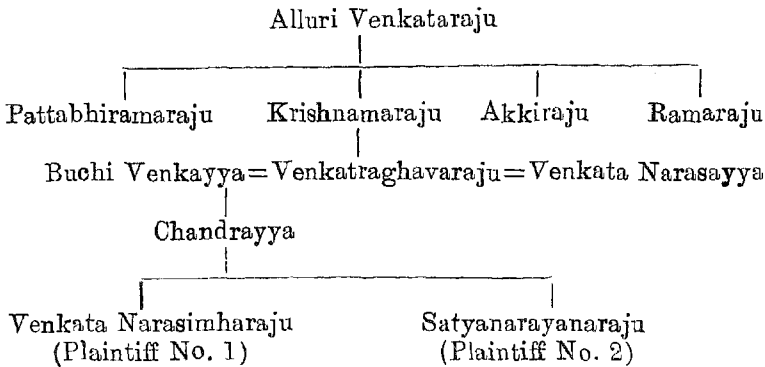 Alluri Venkataraju
Pattabhiramaraju Krishnamaraju Akkiraju Ramaraju
Buchi Venkayya=Venkatraghavaraju=Venkata Narasayya
Chandrayya
Venkata Narasimharaju Satyanarayanaraju
(Plaintiff No. 1) (Plaintiff No. 2)